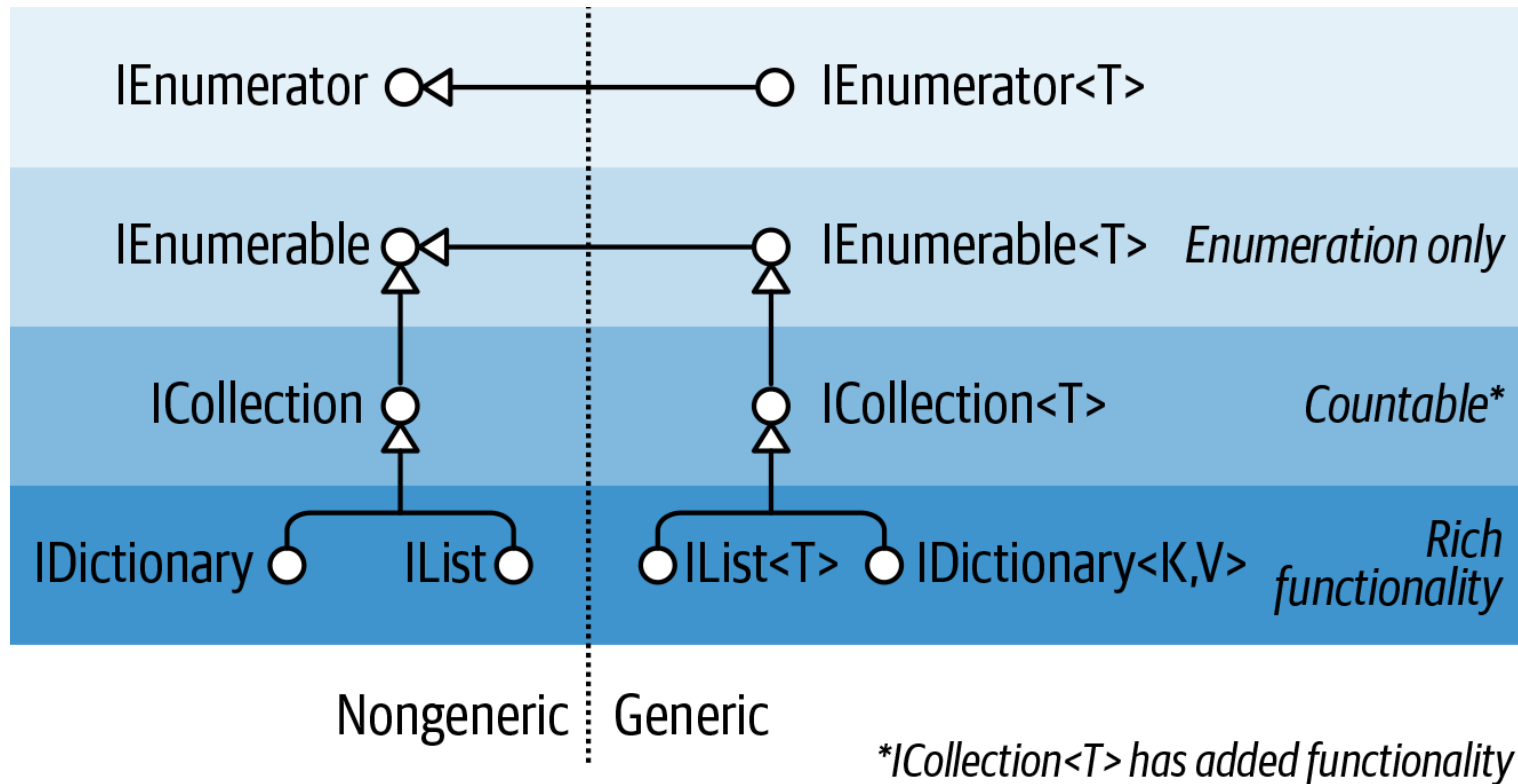 IEnumerator IEnumerator<T>
IEnumerable IEnumerable<T> Enumeration only
ICollection ICollection<T> Countable*
IDictionary IList IList<T> IDictionary<K,V> Rich
functionality
Nongeneric Generic
*ICollection<T> has added functionality